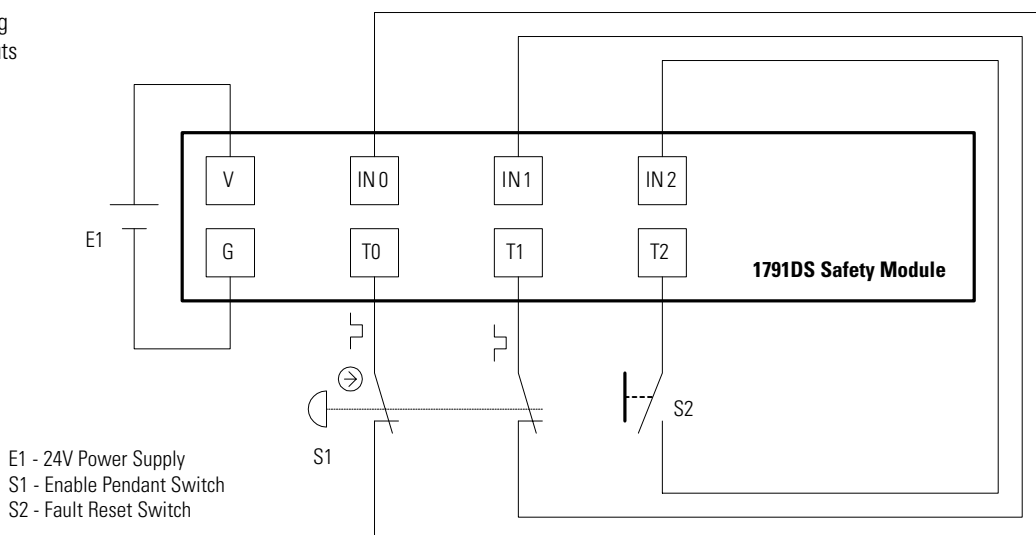 V
IN 0
IN 1
IN 2
E1
G
T0
T1
T2
1791DS Safety Module
S2
S1
E1 - 24V Power Supply
S1 - Enable Pendant Switch
S2 - Fault Reset Switch